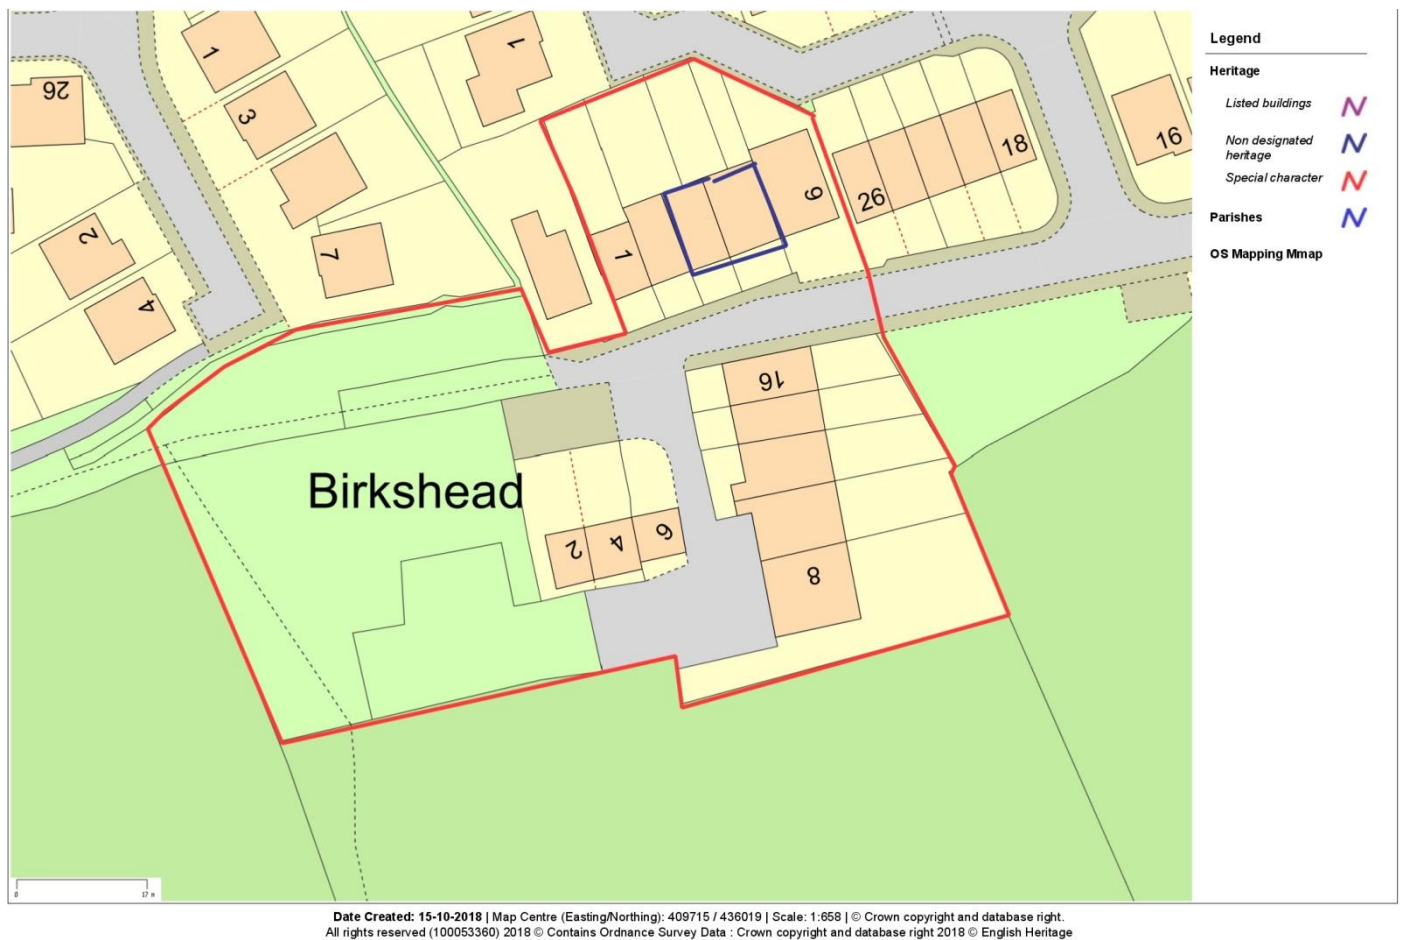 Legend
Heritage
Listed buildings
Non designated
heritage
Special character
Parishes
OS Mapping Mmap
1
1
26
3
18
16
9
26
2
7
1
4
16
Birkshead
2
4
6
8
0
17 m
Date Created: 15-10-2018 | Map Centre (Easting/Northing): 409715 / 436019 | Scale: 1:658 | © Crown copyright and database right.
All rights reserved (100053360) 2018 © Contains Ordnance Survey Data : Crown copyright and database right 2018 © English Heritage